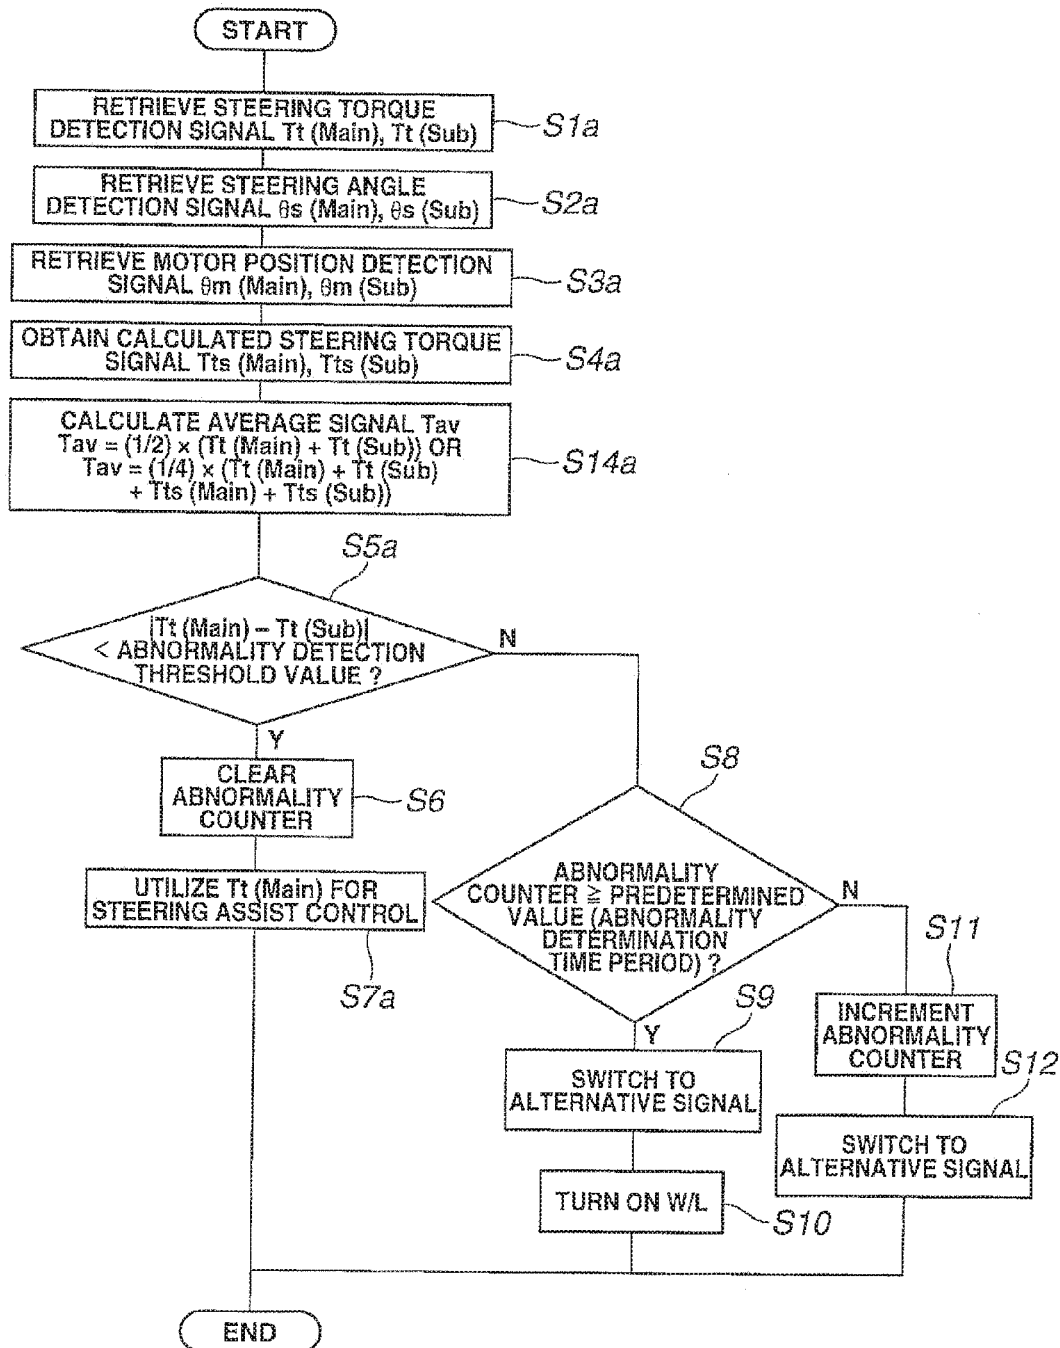 START
RETRIEVE STEERING TORQUE
DETECTION SIGNAL Tt (Main), Tt (Sub)
S1a
RETRIEVE STEERING ANGLE
DETECTION SIGNAL θs (Main), θs (Sub)
S2a
RETRIEVE MOTOR POSITION DETECTION
SIGNAL θm (Main), θm (Sub)
S3a
OBTAIN CALCULATED STEERING TORQUE
SIGNAL Tts (Main), Tts (Sub)
S4a
CALCULATE AVERAGE SIGNAL Tav
Tav = (1/2) × (Tt (Main) + Tt (Sub)) OR
Tav = (1/4) × (Tt (Main) + Tt (Sub)
+ Tts (Main) + Tts (Sub))
S14a
S5a
|Tt (Main) – Tt (Sub)|
< ABNORMALITY DETECTION
THRESHOLD VALUE ?
N
Y
CLEAR
ABNORMALITY
COUNTER
S6
UTILIZE Tt (Main) FOR
STEERING ASSIST CONTROL
S7a
S8
ABNORMALITY
COUNTER ≧ PREDETERMINED
VALUE (ABNORMALITY
DETERMINATION
TIME PERIOD) ?
N
Y
S11
INCREMENT
ABNORMALITY
COUNTER
S9
SWITCH TO
ALTERNATIVE SIGNAL
S12
SWITCH TO
ALTERNATIVE SIGNAL
TURN ON W/L
S10
END